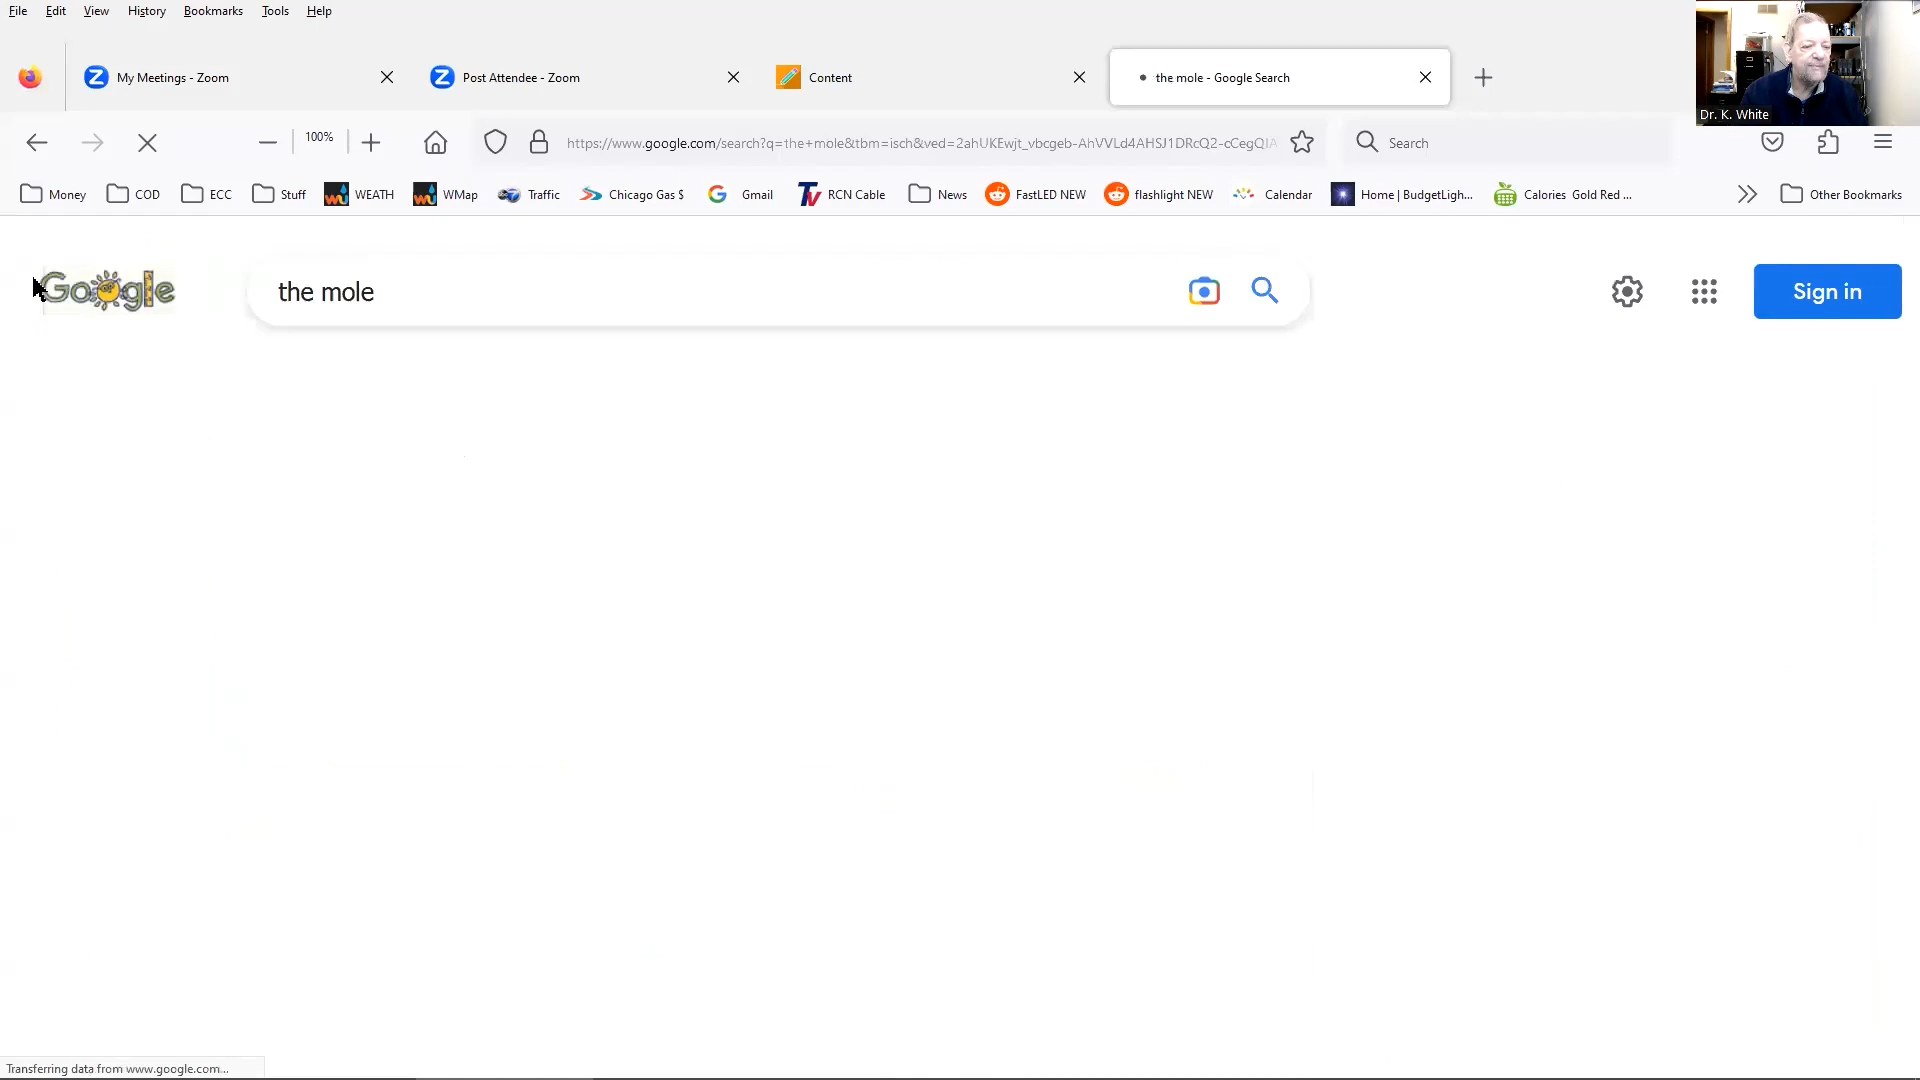 File Edit View History Bookmarks Tools Help
My Meetings - Zoom Post Attendee - Zoom Content the mole - Google Search
Dr. K. White
100% https://www.google.com/search?q=the+mole&tbm=isch&ved=2ahUKEwjt_vbcgeb-AhVVLd4AHSJ1DRcQ2-cCegQIA Search
Money COD ECC Stuff WEATH WMap Traffic Chicago Gas $ Gmail RCN Cable News FastLED NEW flashlight NEW Calendar Home | BudgetLigh... Calories Gold Red ... Other Bookmarks
Google the mole Sign in
Transferring data from www.google.com...